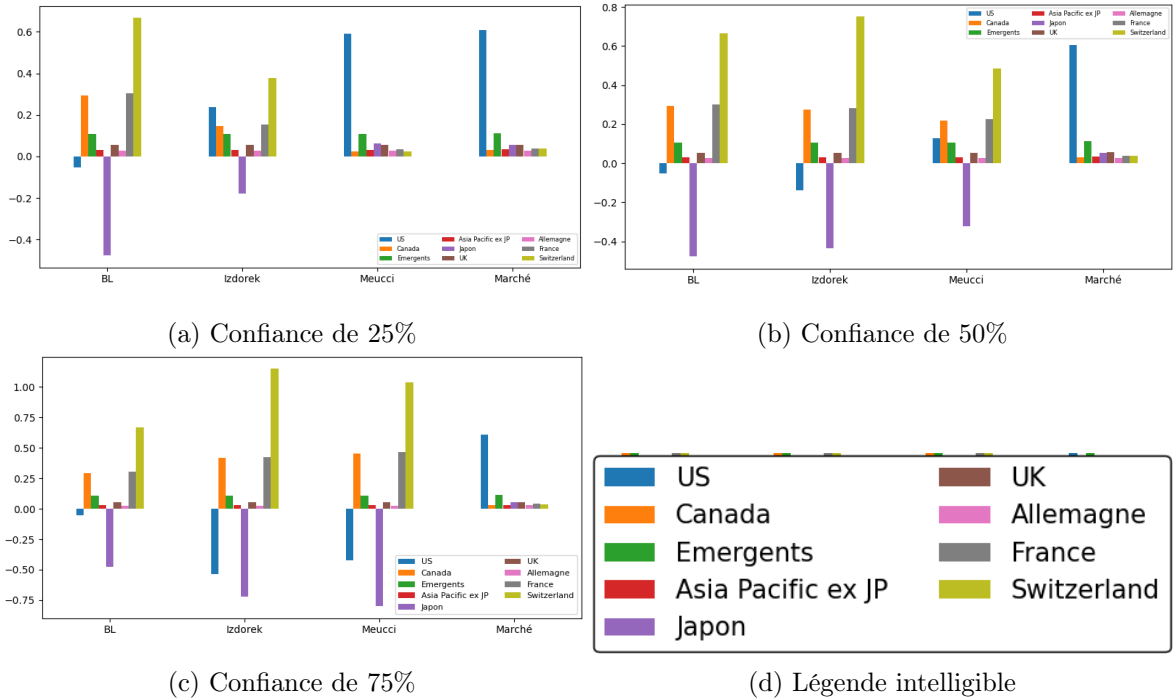 0.6
0.4
0.2
0.0
−0.2
−0.4
US
Canada
Emergents
Asia Pacific ex JP
Japon
UK
Allemagne
France
Switzerland
BL Izdorek Meucci Marché
(a) Confiance de 25%
0.8
0.6
0.4
0.2
0.0
−0.2
−0.4
US
Canada
Emergents
Asia Pacific ex JP
Japon
UK
Allemagne
France
Switzerland
BL Izdorek Meucci Marché
(b) Confiance de 50%
1.00
0.75
0.50
0.25
0.00
−0.25
−0.50
−0.75
US
Canada
Emergents
Asia Pacific ex JP
Japon
UK
Allemagne
France
Switzerland
BL Izdorek Meucci Marché
(c) Confiance de 75%
US
Canada
Emergents
Asia Pacific ex JP
Japon
UK
Allemagne
France
Switzerland
(d) Légende intelligible